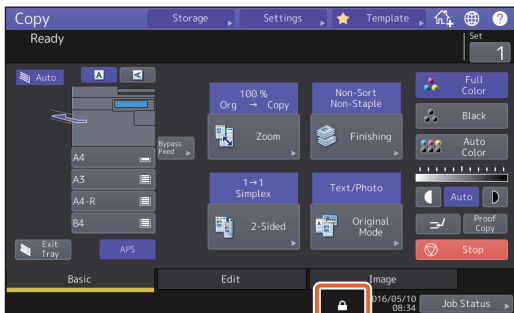 Copy
Storage
Settings
Template
?
Ready
Set
1
Auto
A
A
100 %
Org → Copy
Zoom
Non-Sort
Non-Staple
Finishing
Full
Color
Black
Auto
Color
Bypass
Feed
A4
A3
A4-R
B4
1→1
Simplex
2-Sided
Text/Photo
Original
Mode
Auto
Proof
Copy
Exit
Tray
APS
Stop
Basic
Edit
Image
016/05/10
08:34
Job Status